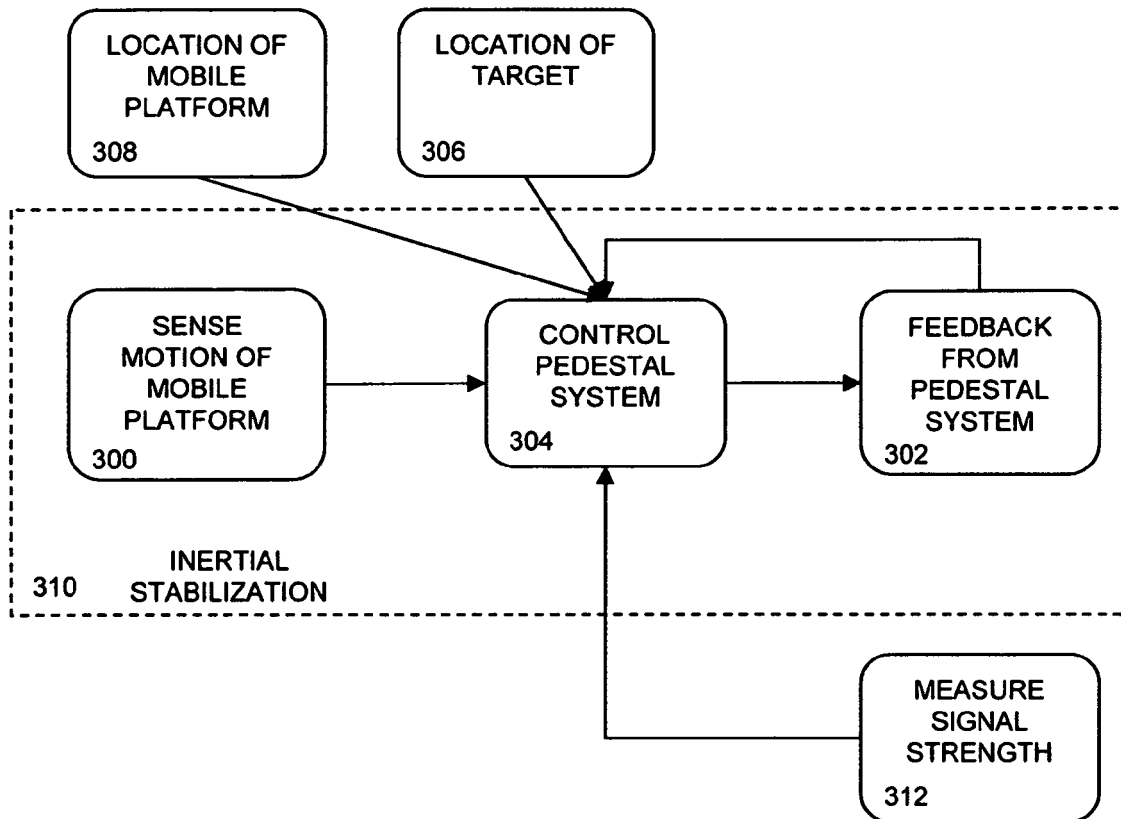 LOCATION OF
MOBILE
PLATFORM
308
LOCATION OF
TARGET
306
SENSE
MOTION OF
MOBILE
PLATFORM
300
CONTROL
PEDESTAL
SYSTEM
304
FEEDBACK
FROM
PEDESTAL
SYSTEM
302
310
INERTIAL
STABILIZATION
MEASURE
SIGNAL
STRENGTH
312